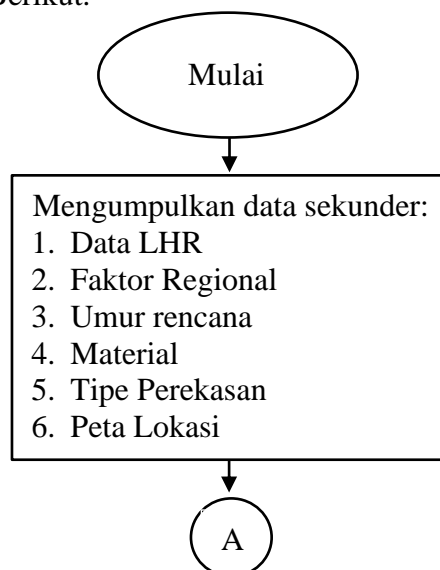 Berikut:
Mulai
Mengumpulkan data sekunder:
1. Data LHR
2. Faktor Regional
3. Umur rencana
4. Material
5. Tipe Perekasan
6. Peta Lokasi
A